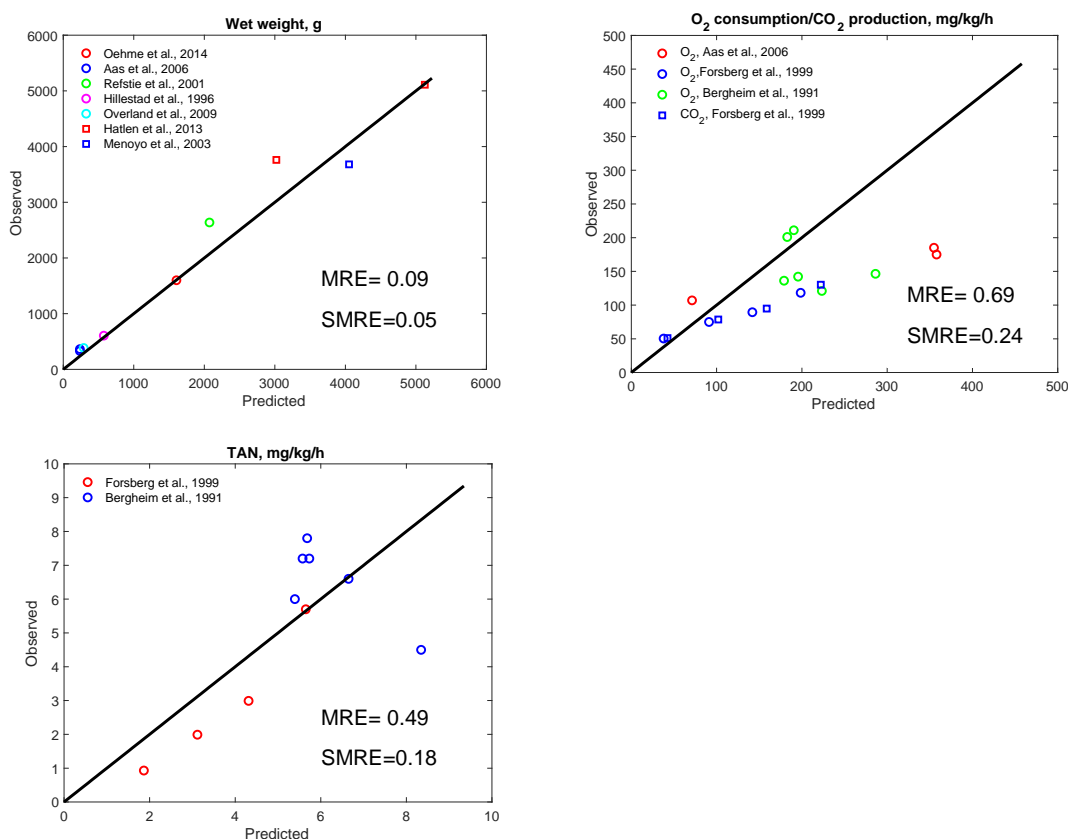 Wet weight, g
6000
5000
4000
3000
2000
1000
0
Observed
Oehme et al., 2014
Aas et al., 2006
Refstie et al., 2001
Hillestad et al., 1996
Overland et al., 2009
Hatlen et al., 2013
Menoyo et al., 2003
MRE= 0.09
SMRE=0.05
0 1000 2000 3000 4000 5000 6000
Predicted
O2 consumption/CO2 production, mg/kg/h
500
450
400
350
300
250
200
150
100
50
0
Observed
O2, Aas et al., 2006
O2,Forsberg et al., 1999
O2, Bergheim et al., 1991
CO2, Forsberg et al., 1999
MRE= 0.69
SMRE=0.24
0 100 200 300 400 500
Predicted
TAN, mg/kg/h
10
9
8
7
6
5
4
3
2
1
0
Observed
Forsberg et al., 1999
Bergheim et al., 1991
MRE= 0.49
SMRE=0.18
0 2 4 6 8 10
Predicted